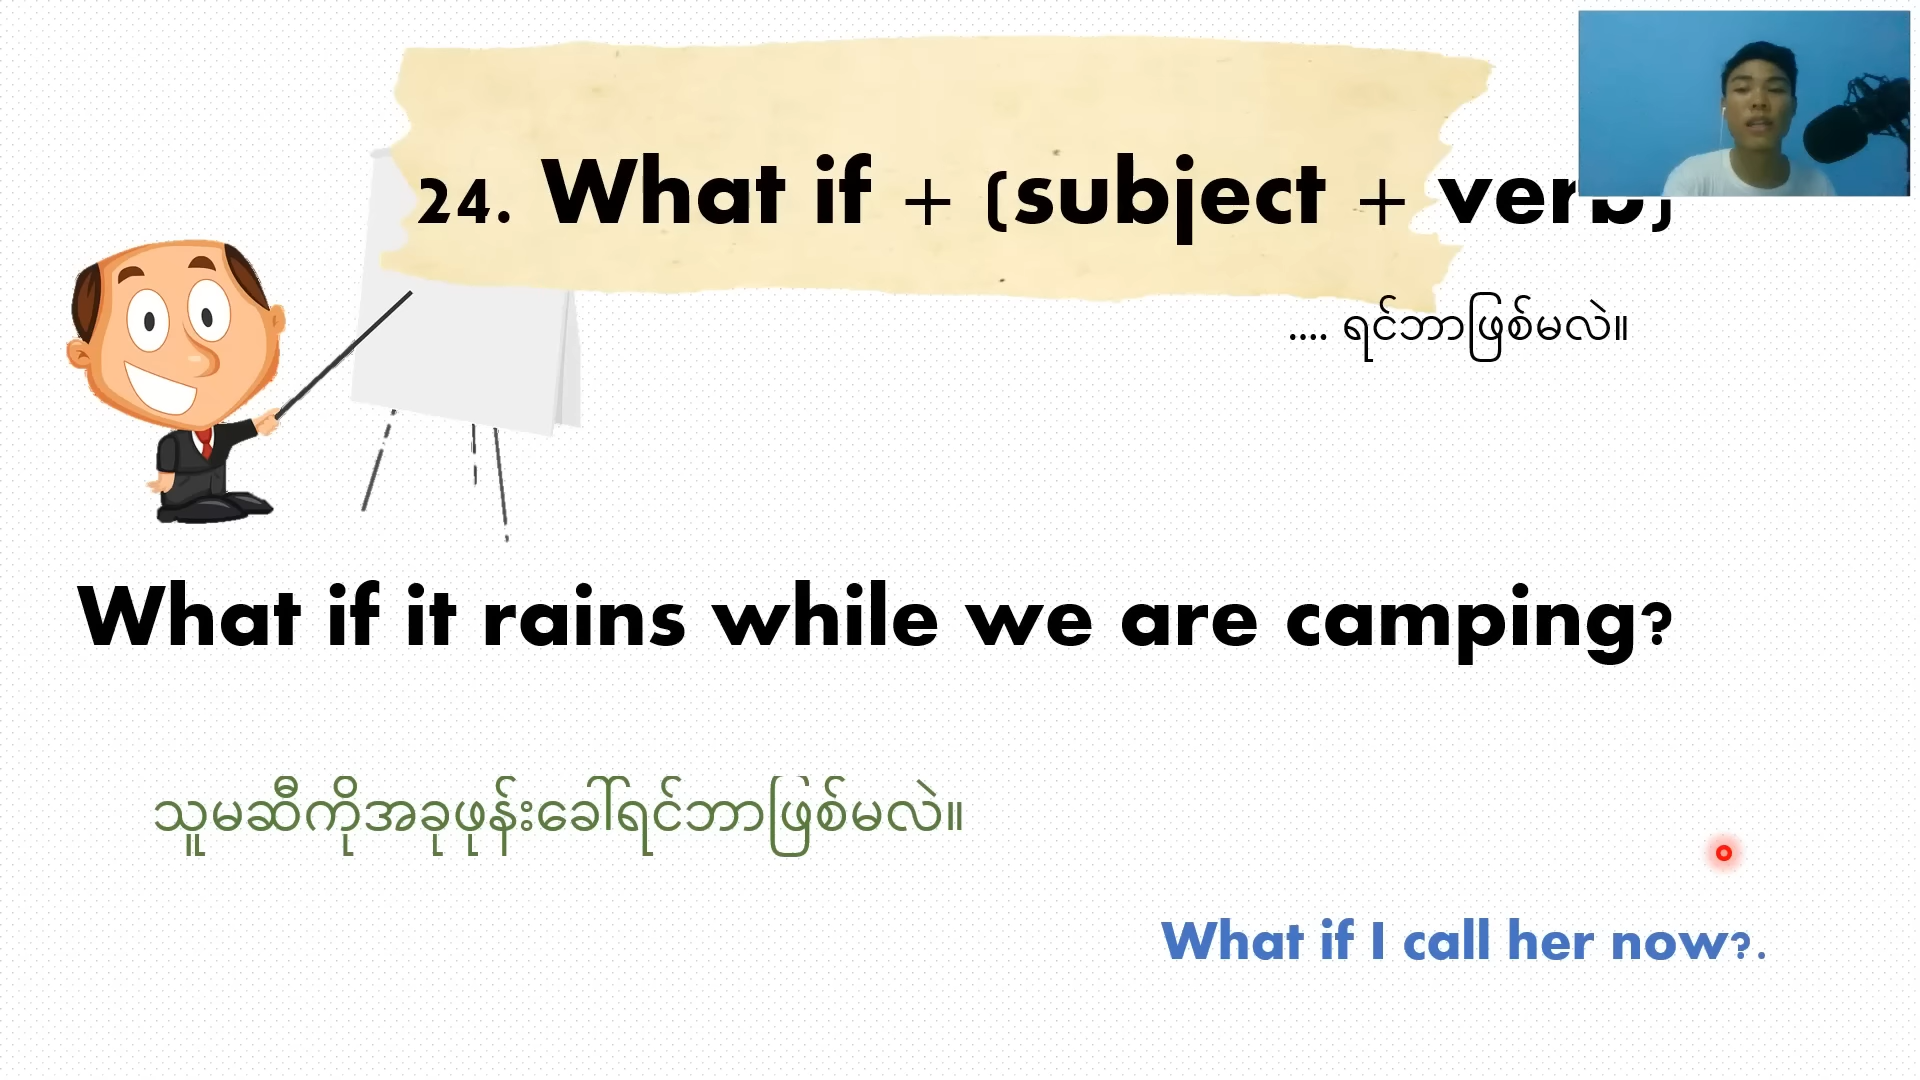 24. What if + (subject + verb)
.... ရင်ဘာဖြစ်မလဲ။
What if it rains while we are camping?
သူမဆီကိုအခုဖုန်းခေါ်ရင်ဘာဖြစ်မလဲ။
What if I call her now?.